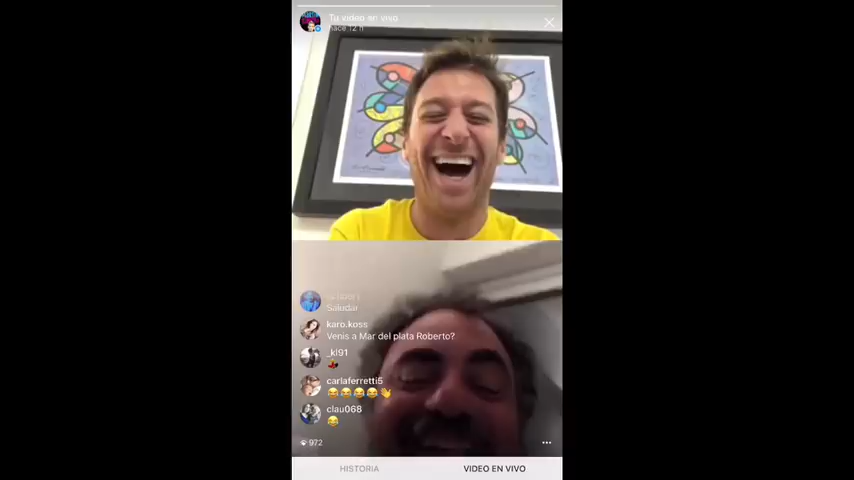 Tu video en vivo
hace 12 h
Saludar
karo.koss
Venis a Mar del plata Roberto?
_kl91
carlaferretti5
😂😂😂😂👋
clau068
😂
972
HISTORIA
VIDEO EN VIVO